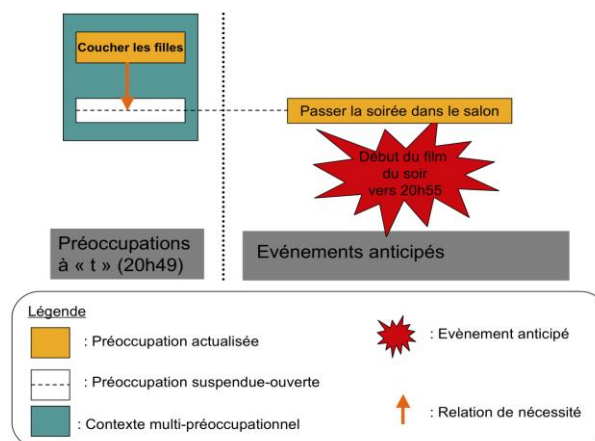 Coucher les filles
Passer la soirée dans le salon
Début du film
du soir
vers 20h55
Préoccupations
à « t » (20h49)
Evénements anticipés
Légende
: Préoccupation actualisée
: Préoccupation suspendue-ouverte
: Contexte multi-préoccupationnel
: Evènement anticipé
: Relation de nécessité